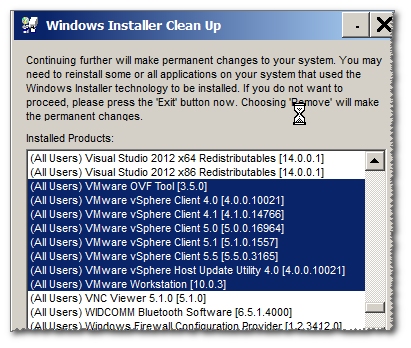 Windows Installer Clean Up
Continuing further will make permanent changes to your system. You may
need to reinstall some or all applications on your system that used the
Windows Installer technology to be installed. If you do not want to
proceed, please press the 'Exit' button now. Choosing 'Remove' will make
the permanent changes.
Installed Products:
(All Users) Visual Studio 2012 x64 Redistributables [14.0.0.1]
(All Users) Visual Studio 2012 x86 Redistributables [14.0.0.1]
(All Users) VMware OVF Tool [3.5.0]
(All Users) VMware vSphere Client 4.0 [4.0.0.10021]
(All Users) VMware vSphere Client 4.1 [4.1.0.14766]
(All Users) VMware vSphere Client 5.0 [5.0.0.16964]
(All Users) VMware vSphere Client 5.1 [5.1.0.1557]
(All Users) VMware vSphere Client 5.5 [5.5.0.3165]
(All Users) VMware vSphere Host Update Utility 4.0 [4.0.0.10021]
(All Users) VMware Workstation [10.0.3]
(All Users) VNC Viewer 5.1.0 [5.1.0]
(All Users) WIDCOMM Bluetooth Software [6.5.1.4000]
(All Users) Windows Firewall Configuration Provider [1.2.3412.0]